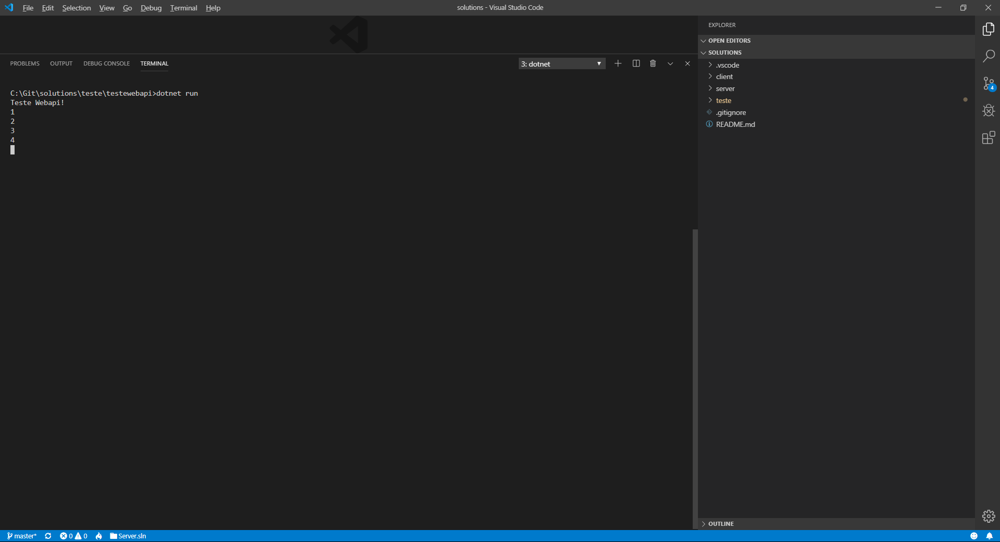 File Edit Selection View Go Debug Terminal Help
solutions - Visual Studio Code
PROBLEMS OUTPUT DEBUG CONSOLE TERMINAL
3: dotnet
C:\Git\solutions\teste\testewebapi>dotnet run
Teste Webapi!
1
2
3
4
EXPLORER
OPEN EDITORS
SOLUTIONS
.vscode
client
server
teste
.gitignore
README.md
OUTLINE
4
master* 0 0 Server.sln